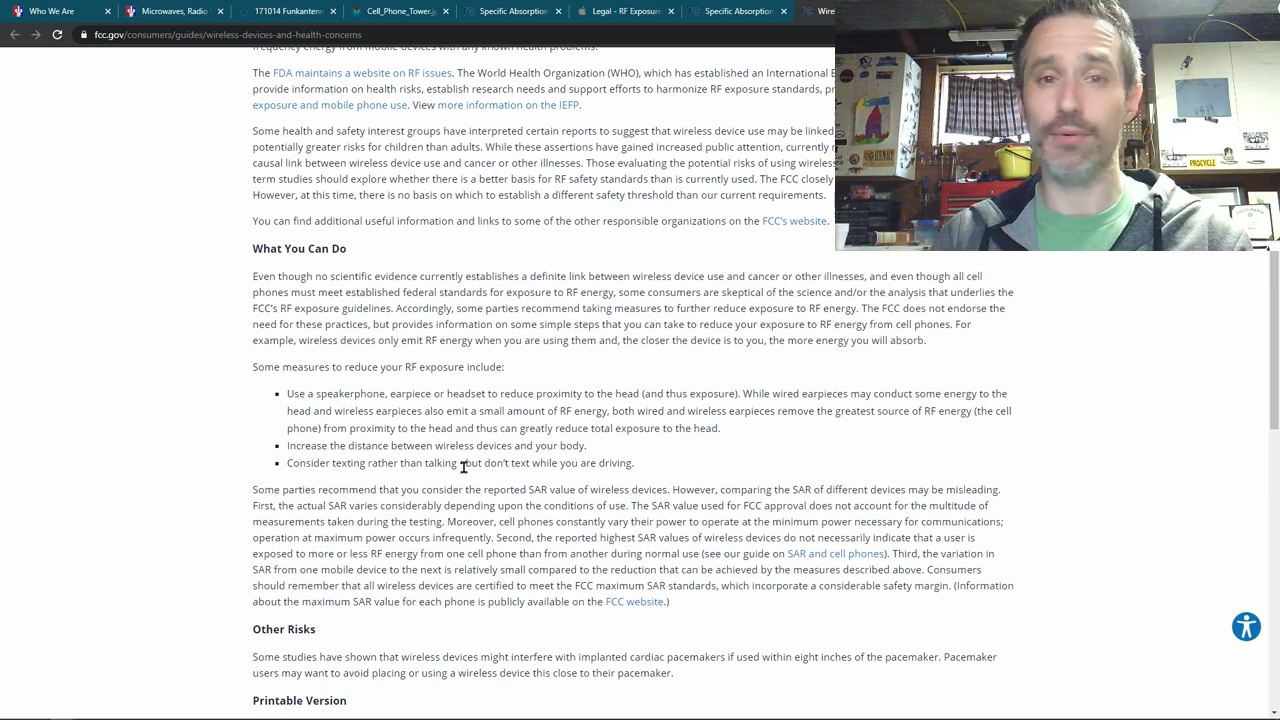 Who We Are
Microwaves, Radio
171014 Funkantenn
Cell_Phone_Tower.j
Specific Absorption
Legal – RF Exposure
Specific Absorption
Wire
fcc.gov/consumers/guides/wireless-devices-and-health-concerns
frequency energy from mobile devices with any known health problems.
The FDA maintains a website on RF issues. The World Health Organization (WHO), which has established an International E
provide information on health risks, establish research needs and support efforts to harmonize RF exposure standards, pr
exposure and mobile phone use. View more information on the IEFP.
Some health and safety interest groups have interpreted certain reports to suggest that wireless device use may be linked
potentially greater risks for children than adults. While these assertions have gained increased public attention, currently n
causal link between wireless device use and cancer or other illnesses. Those evaluating the potential risks of using wireles
term studies should explore whether there is a better basis for RF safety standards than is currently used. The FCC closely
However, at this time, there is no basis on which to establish a different safety threshold than our current requirements.
You can find additional useful information and links to some of the other responsible organizations on the FCC's website.
What You Can Do
Even though no scientific evidence currently establishes a definite link between wireless device use and cancer or other illnesses, and even though all cell
phones must meet established federal standards for exposure to RF energy, some consumers are skeptical of the science and/or the analysis that underlies the
FCC's RF exposure guidelines. Accordingly, some parties recommend taking measures to further reduce exposure to RF energy. The FCC does not endorse the
need for these practices, but provides information on some simple steps that you can take to reduce your exposure to RF energy from cell phones. For
example, wireless devices only emit RF energy when you are using them and, the closer the device is to you, the more energy you will absorb.
Some measures to reduce your RF exposure include:
Use a speakerphone, earpiece or headset to reduce proximity to the head (and thus exposure). While wired earpieces may conduct some energy to the
head and wireless earpieces also emit a small amount of RF energy, both wired and wireless earpieces remove the greatest source of RF energy (the cell
phone) from proximity to the head and thus can greatly reduce total exposure to the head.
Increase the distance between wireless devices and your body.
Consider texting rather than talking but don't text while you are driving.
Some parties recommend that you consider the reported SAR value of wireless devices. However, comparing the SAR of different devices may be misleading.
First, the actual SAR varies considerably depending upon the conditions of use. The SAR value used for FCC approval does not account for the multitude of
measurements taken during the testing. Moreover, cell phones constantly vary their power to operate at the minimum power necessary for communications;
operation at maximum power occurs infrequently. Second, the reported highest SAR values of wireless devices do not necessarily indicate that a user is
exposed to more or less RF energy from one cell phone than from another during normal use (see our guide on SAR and cell phones). Third, the variation in
SAR from one mobile device to the next is relatively small compared to the reduction that can be achieved by the measures described above. Consumers
should remember that all wireless devices are certified to meet the FCC maximum SAR standards, which incorporate a considerable safety margin. (Information
about the maximum SAR value for each phone is publicly available on the FCC website.)
Other Risks
Some studies have shown that wireless devices might interfere with implanted cardiac pacemakers if used within eight inches of the pacemaker. Pacemaker
users may want to avoid placing or using a wireless device this close to their pacemaker.
Printable Version
HENRY
PROCYCLE